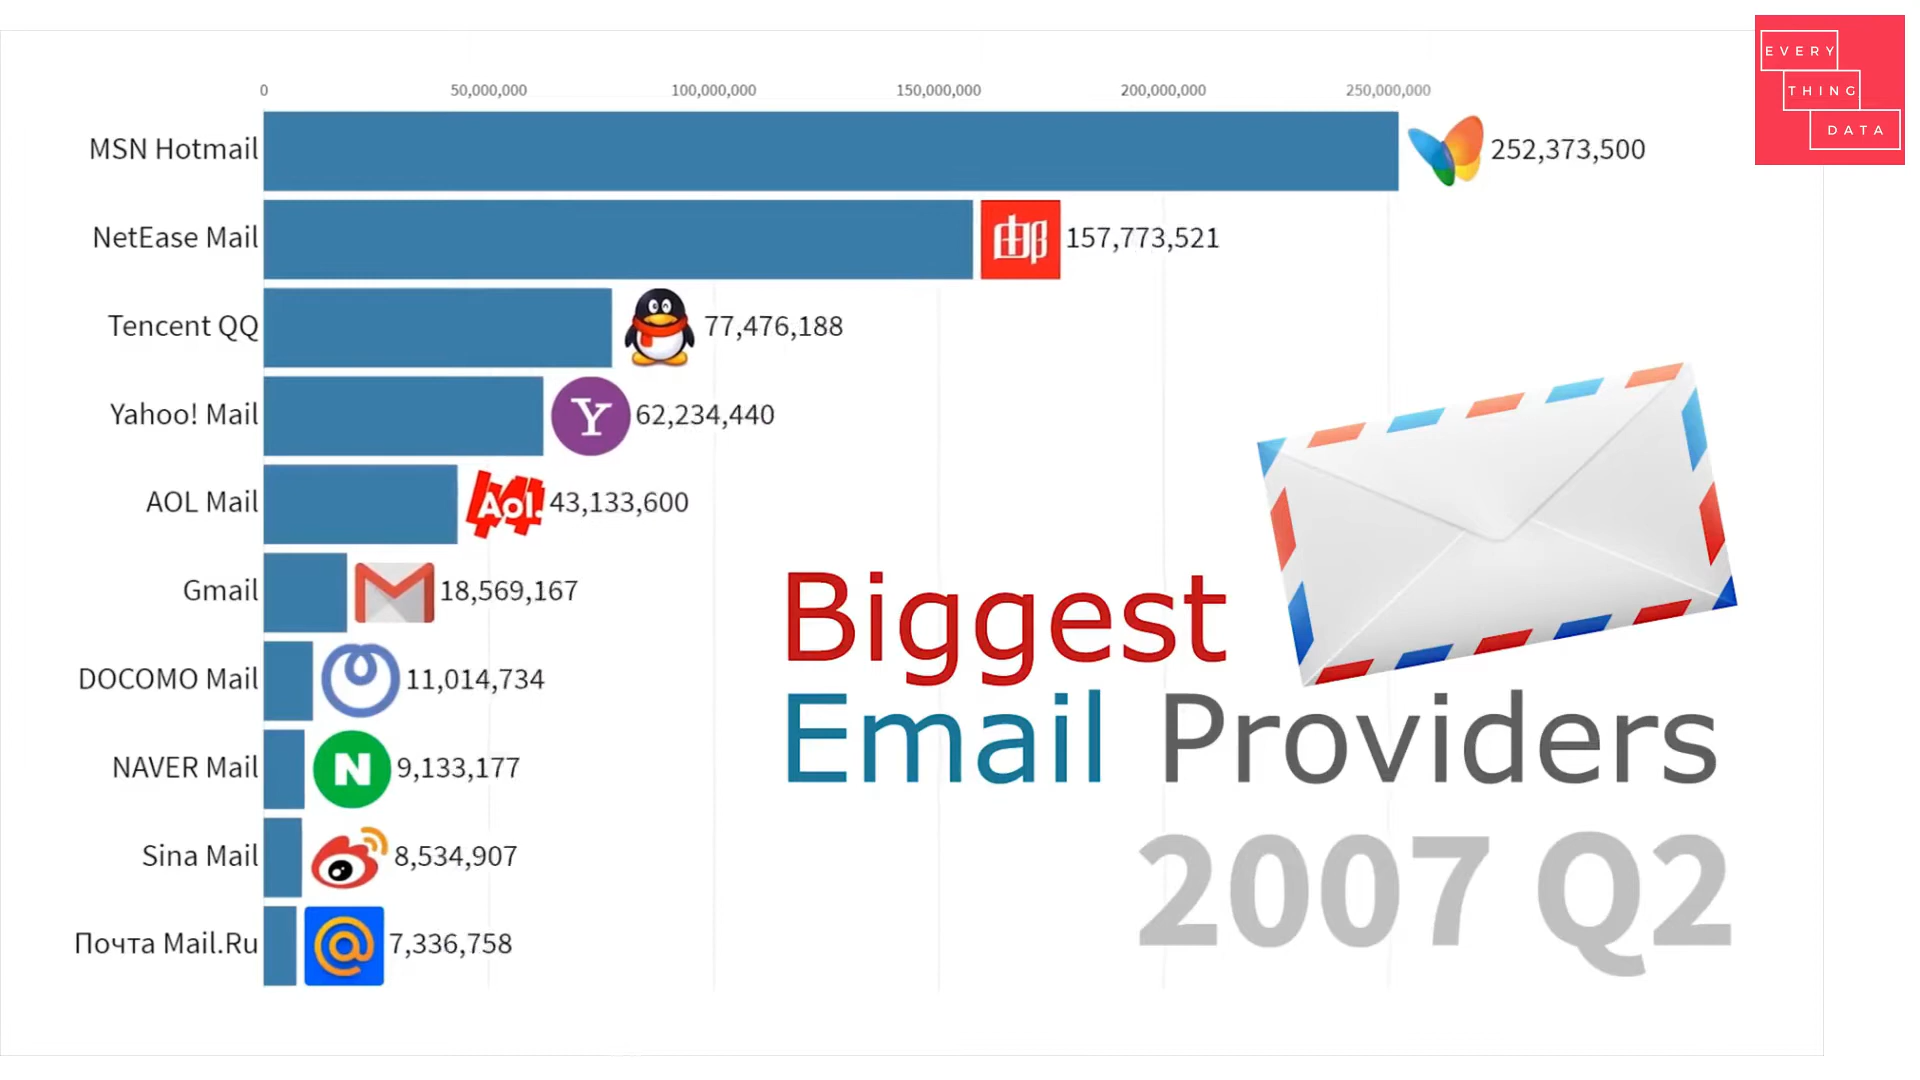 EVERY
THING
DATA
0 50,000,000 100,000,000 150,000,000 200,000,000 250,000,000
MSN Hotmail 252,373,500
NetEase Mail 邮 157,773,521
Tencent QQ 77,476,188
Yahoo! Mail Y 62,234,440
AOL Mail Aol. 43,133,600
Gmail M 18,569,167
DOCOMO Mail 11,014,734
NAVER Mail N 9,133,177
Sina Mail 8,534,907
Почта Mail.Ru @ 7,336,758
Biggest
Email Providers
2007 Q2